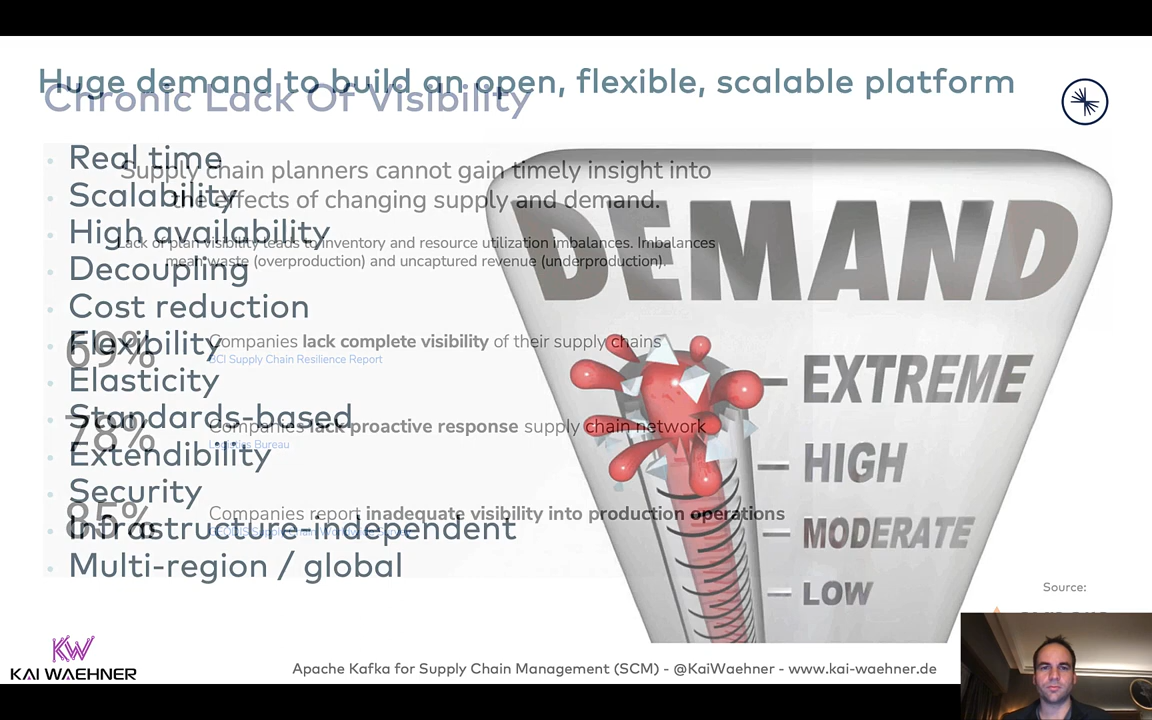 Huge demand to build an open, flexible, scalable platform
Chronic Lack Of Visibility
Real time
Supply chain planners cannot gain timely insight into
Scalability
the effects of changing supply and demand.
High availability
Lack of plan visibility leads to inventory and resource utilization imbalances. Imbalances
mean waste (overproduction) and uncaptured revenue (underproduction).
Decoupling
Cost reduction
Flexibility
69%
Companies lack complete visibility of their supply chains
BCI Supply Chain Resilience Report
Elasticity
Standards-based
78%
Companies lack proactive response supply chain network
Logistics Bureau
Extendibility
Security
85%
Companies report inadequate visibility into production operations
Infrastructure-independent
Multi-region / global
DEMAND
EXTREME
HIGH
MODERATE
LOW
Source:
KW
KAI WAEHNER
Apache Kafka for Supply Chain Management (SCM) - @KaiWaehner - www.kai-waehner.de